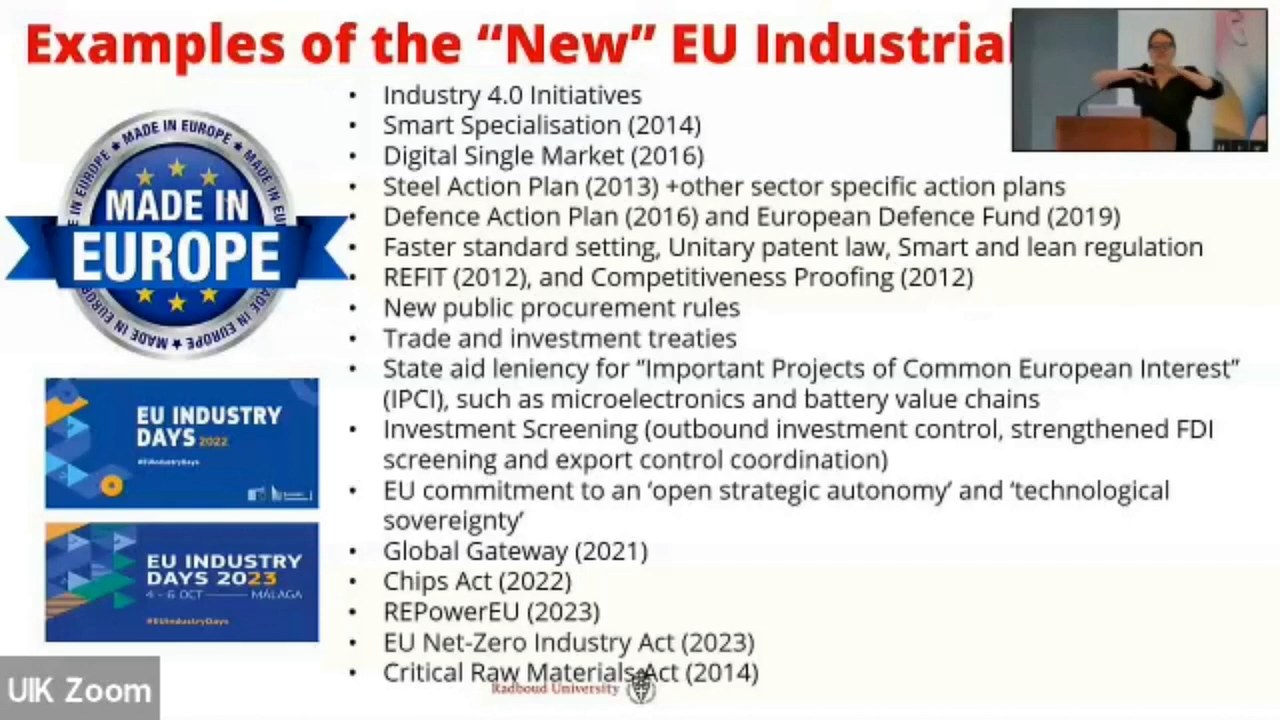 Examples of the “New” EU Industrial
• Industry 4.0 Initiatives
• Smart Specialisation (2014)
• Digital Single Market (2016)
• Steel Action Plan (2013) +other sector specific action plans
• Defence Action Plan (2016) and European Defence Fund (2019)
• Faster standard setting, Unitary patent law, Smart and lean regulation
• REFIT (2012), and Competitiveness Proofing (2012)
• New public procurement rules
• Trade and investment treaties
• State aid leniency for “Important Projects of Common European Interest”
(IPCI), such as microelectronics and battery value chains
• Investment Screening (outbound investment control, strengthened FDI
screening and export control coordination)
• EU commitment to an ‘open strategic autonomy’ and ‘technological
sovereignty’
• Global Gateway (2021)
• Chips Act (2022)
• REPowerEU (2023)
• EU Net-Zero Industry Act (2023)
• Critical Raw Materials Act (2014)
MADE IN EUROPE ★ MADE IN EU
MADE IN EUROPE
MADE IN
EUROPE
MADE IN EUROPE ★ MADE IN EUROPE
EU INDUSTRY
DAYS 2022
#EUIndustryDays
EU INDUSTRY
DAYS 2023
4 - 6 OCT MÁLAGA
#EUIndustryDays
Radboud University
UIK Zoom